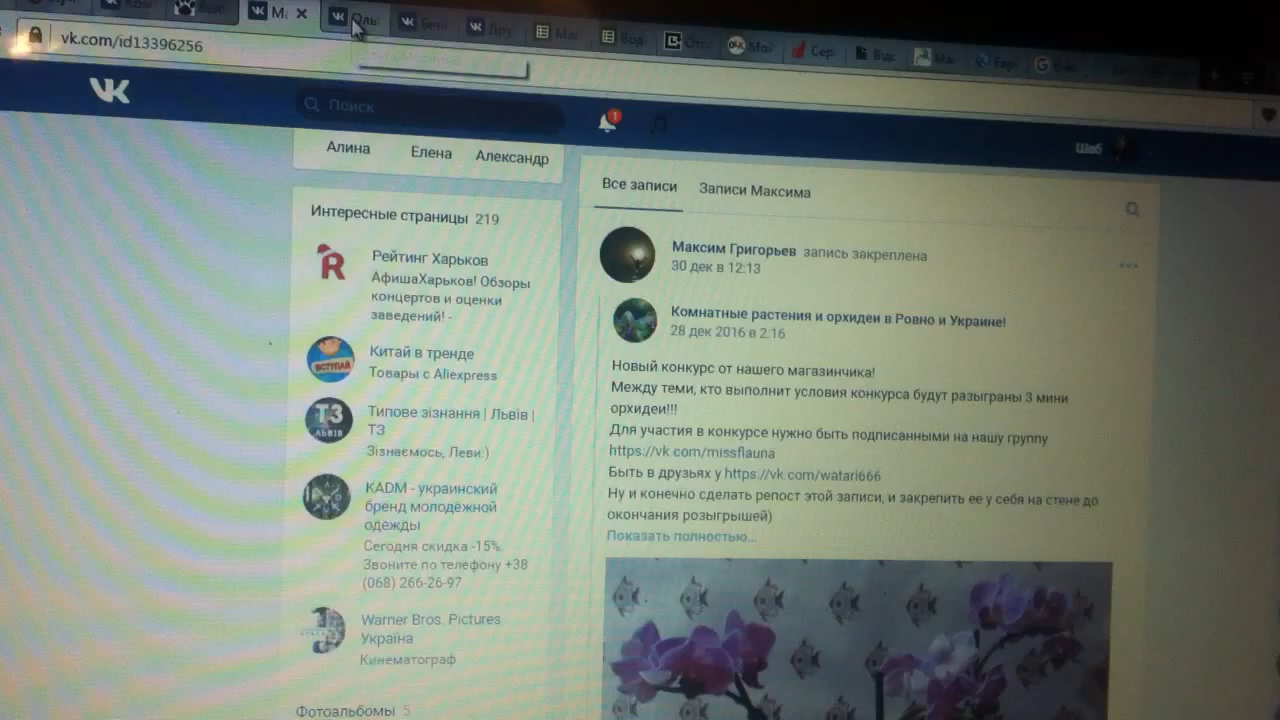 vk.com/id13396256
Поиск
1
Шаб
Алина Елена Александр
Интересные страницы 219
R
Рейтинг Харьков
АфишаХарьков! Обзоры
концертов и оценки
заведений! -
ВСТУПАЙ
Китай в тренде
Товары с Aliexpress
ТЗ
ЛЬВІВ
Типове зізнання | Львів |
ТЗ
Зізнаємось, Леви:)
KADM - украинский
бренд молодёжной
одежды
Сегодня скидка -15%.
Звоните по телефону +38
(068) 266-26-97
Warner Bros. Pictures
Україна
Кинематограф
Фотоальбомы 5
Все записи Записи Максима
Максим Григорьев запись закреплена
30 дек в 12:13
Комнатные растения и орхидеи в Ровно и Украине!
28 дек 2016 в 2:16
Новый конкурс от нашего магазинчика!
Между теми, кто выполнит условия конкурса будут разыграны 3 мини
орхидеи!!!
Для участия в конкурсе нужно быть подписанными на нашу группу
https://vk.com/missflauna
Быть в друзьях у https://vk.com/watari666
Ну и конечно сделать репост этой записи, и закрепить ее у себя на стене до
окончания розыгрышей)
Показать полностью...